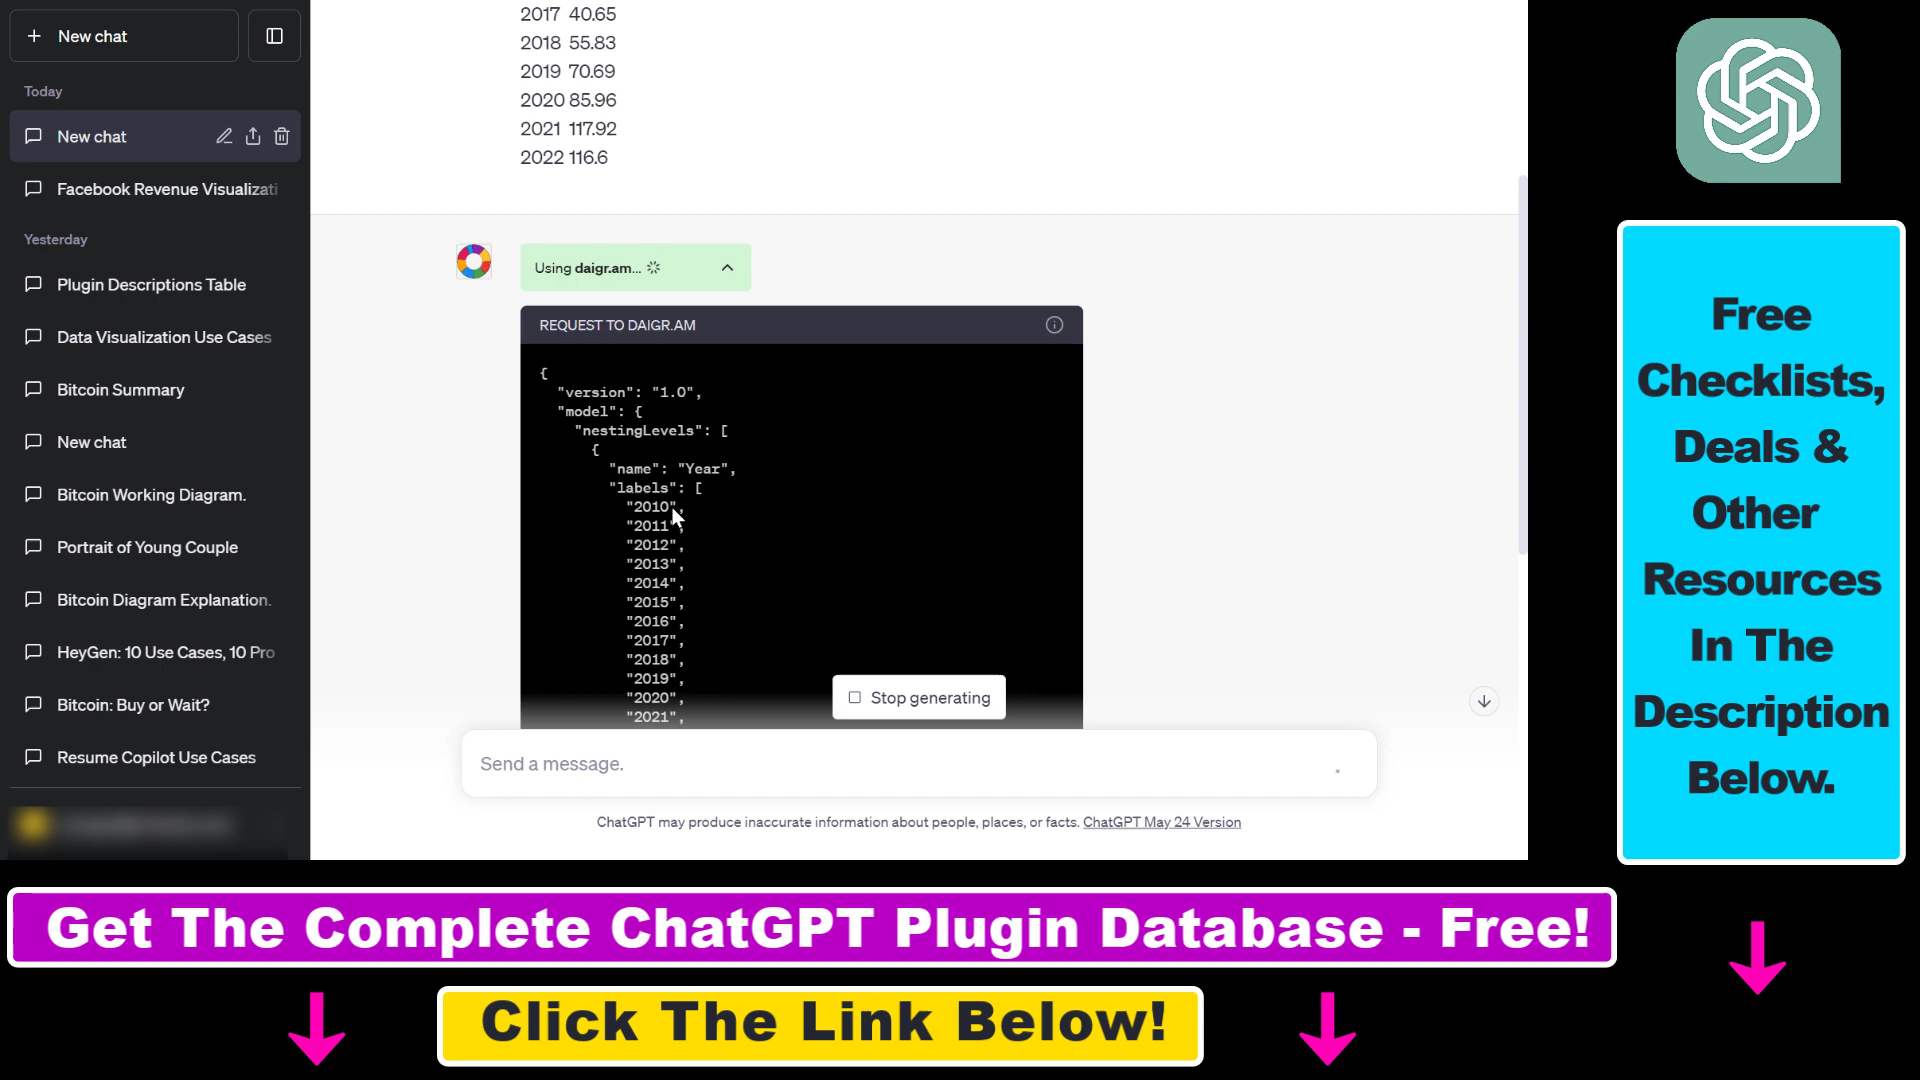 New chat
Today
New chat
Facebook Revenue Visualizati
Yesterday
Plugin Descriptions Table
Data Visualization Use Cases
Bitcoin Summary
New chat
Bitcoin Working Diagram.
Portrait of Young Couple
Bitcoin Diagram Explanation.
HeyGen: 10 Use Cases, 10 Pro
Bitcoin: Buy or Wait?
Resume Copilot Use Cases
2017 40.65
2018 55.83
2019 70.69
2020 85.96
2021 117.92
2022 116.6
Using daigr.am...
REQUEST TO DAIGR.AM
{
"version": "1.0",
"model": {
"nestingLevels": [
{
"name": "Year",
"labels": [
"2010",
"2011",
"2012",
"2013",
"2014",
"2015",
"2016",
"2017",
"2018",
"2019",
"2020",
"2021",
Stop generating
Send a message.
ChatGPT may produce inaccurate information about people, places, or facts. ChatGPT May 24 Version
Free
Checklists,
Deals &
Other
Resources
In The
Description
Below.
Get The Complete ChatGPT Plugin Database - Free!
Click The Link Below!